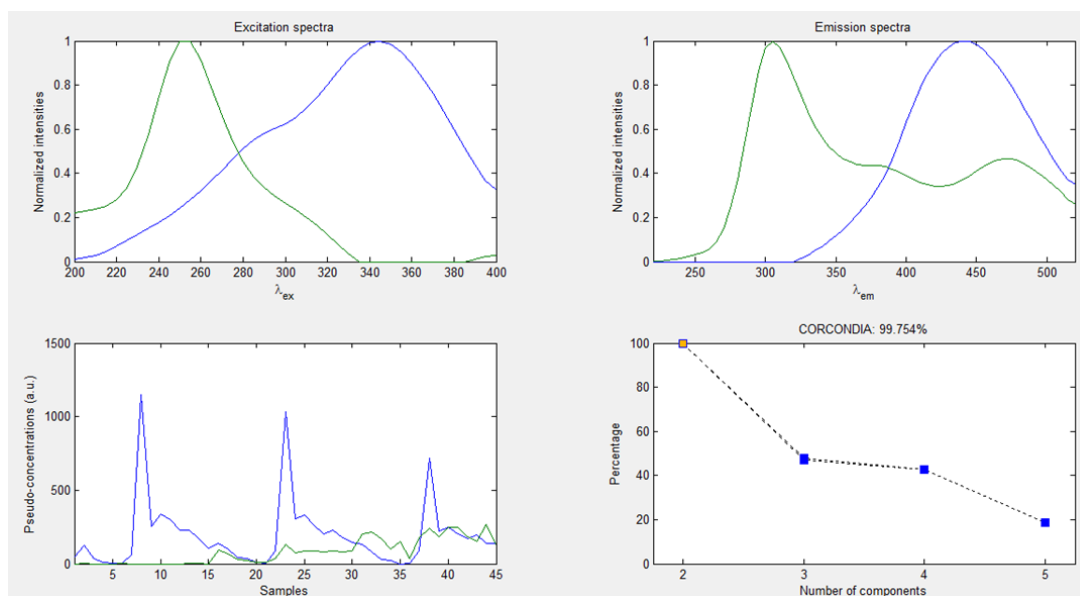 Excitation spectra
Normalized intensities
1
0.8
0.6
0.4
0.2
0
200 220 240 260 280 300 320 340 360 380 400
λex
Emission spectra
Normalized intensities
1
0.8
0.6
0.4
0.2
0
250 300 350 400 450 500
λem
Pseudo-concentrations (a.u.)
1500
1000
500
0
5 10 15 20 25 30 35 40 45
Samples
CORCONDIA: 99.754%
Percentage
100
80
60
40
20
0
2 3 4 5
Number of components